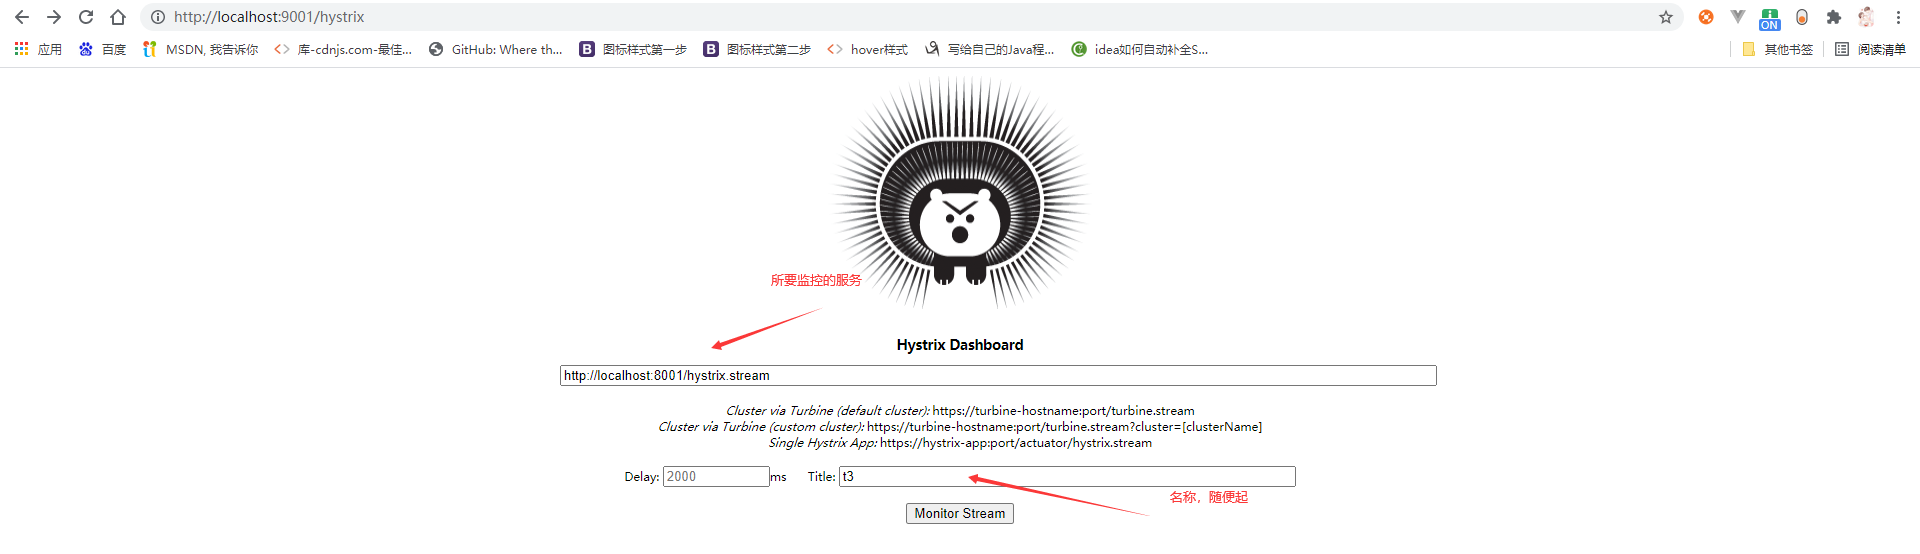 http://localhost:9001/hystrix
ON
应用 百度 MSDN, 我告诉你 库-cdnjs.com-最佳... GitHub: Where th... 图标样式第一步 图标样式第二步 hover样式 写给自己的Java程... idea如何自动补全S... 其他书签 阅读清单
所要监控的服务
Hystrix Dashboard
http://localhost:8001/hystrix.stream
Cluster via Turbine (default cluster): https://turbine-hostname:port/turbine.stream
Cluster via Turbine (custom cluster): https://turbine-hostname:port/turbine.stream?cluster=[clusterName]
Single Hystrix App: https://hystrix-app:port/actuator/hystrix.stream
Delay: 2000 ms Title: t3
名称，随便起
Monitor Stream